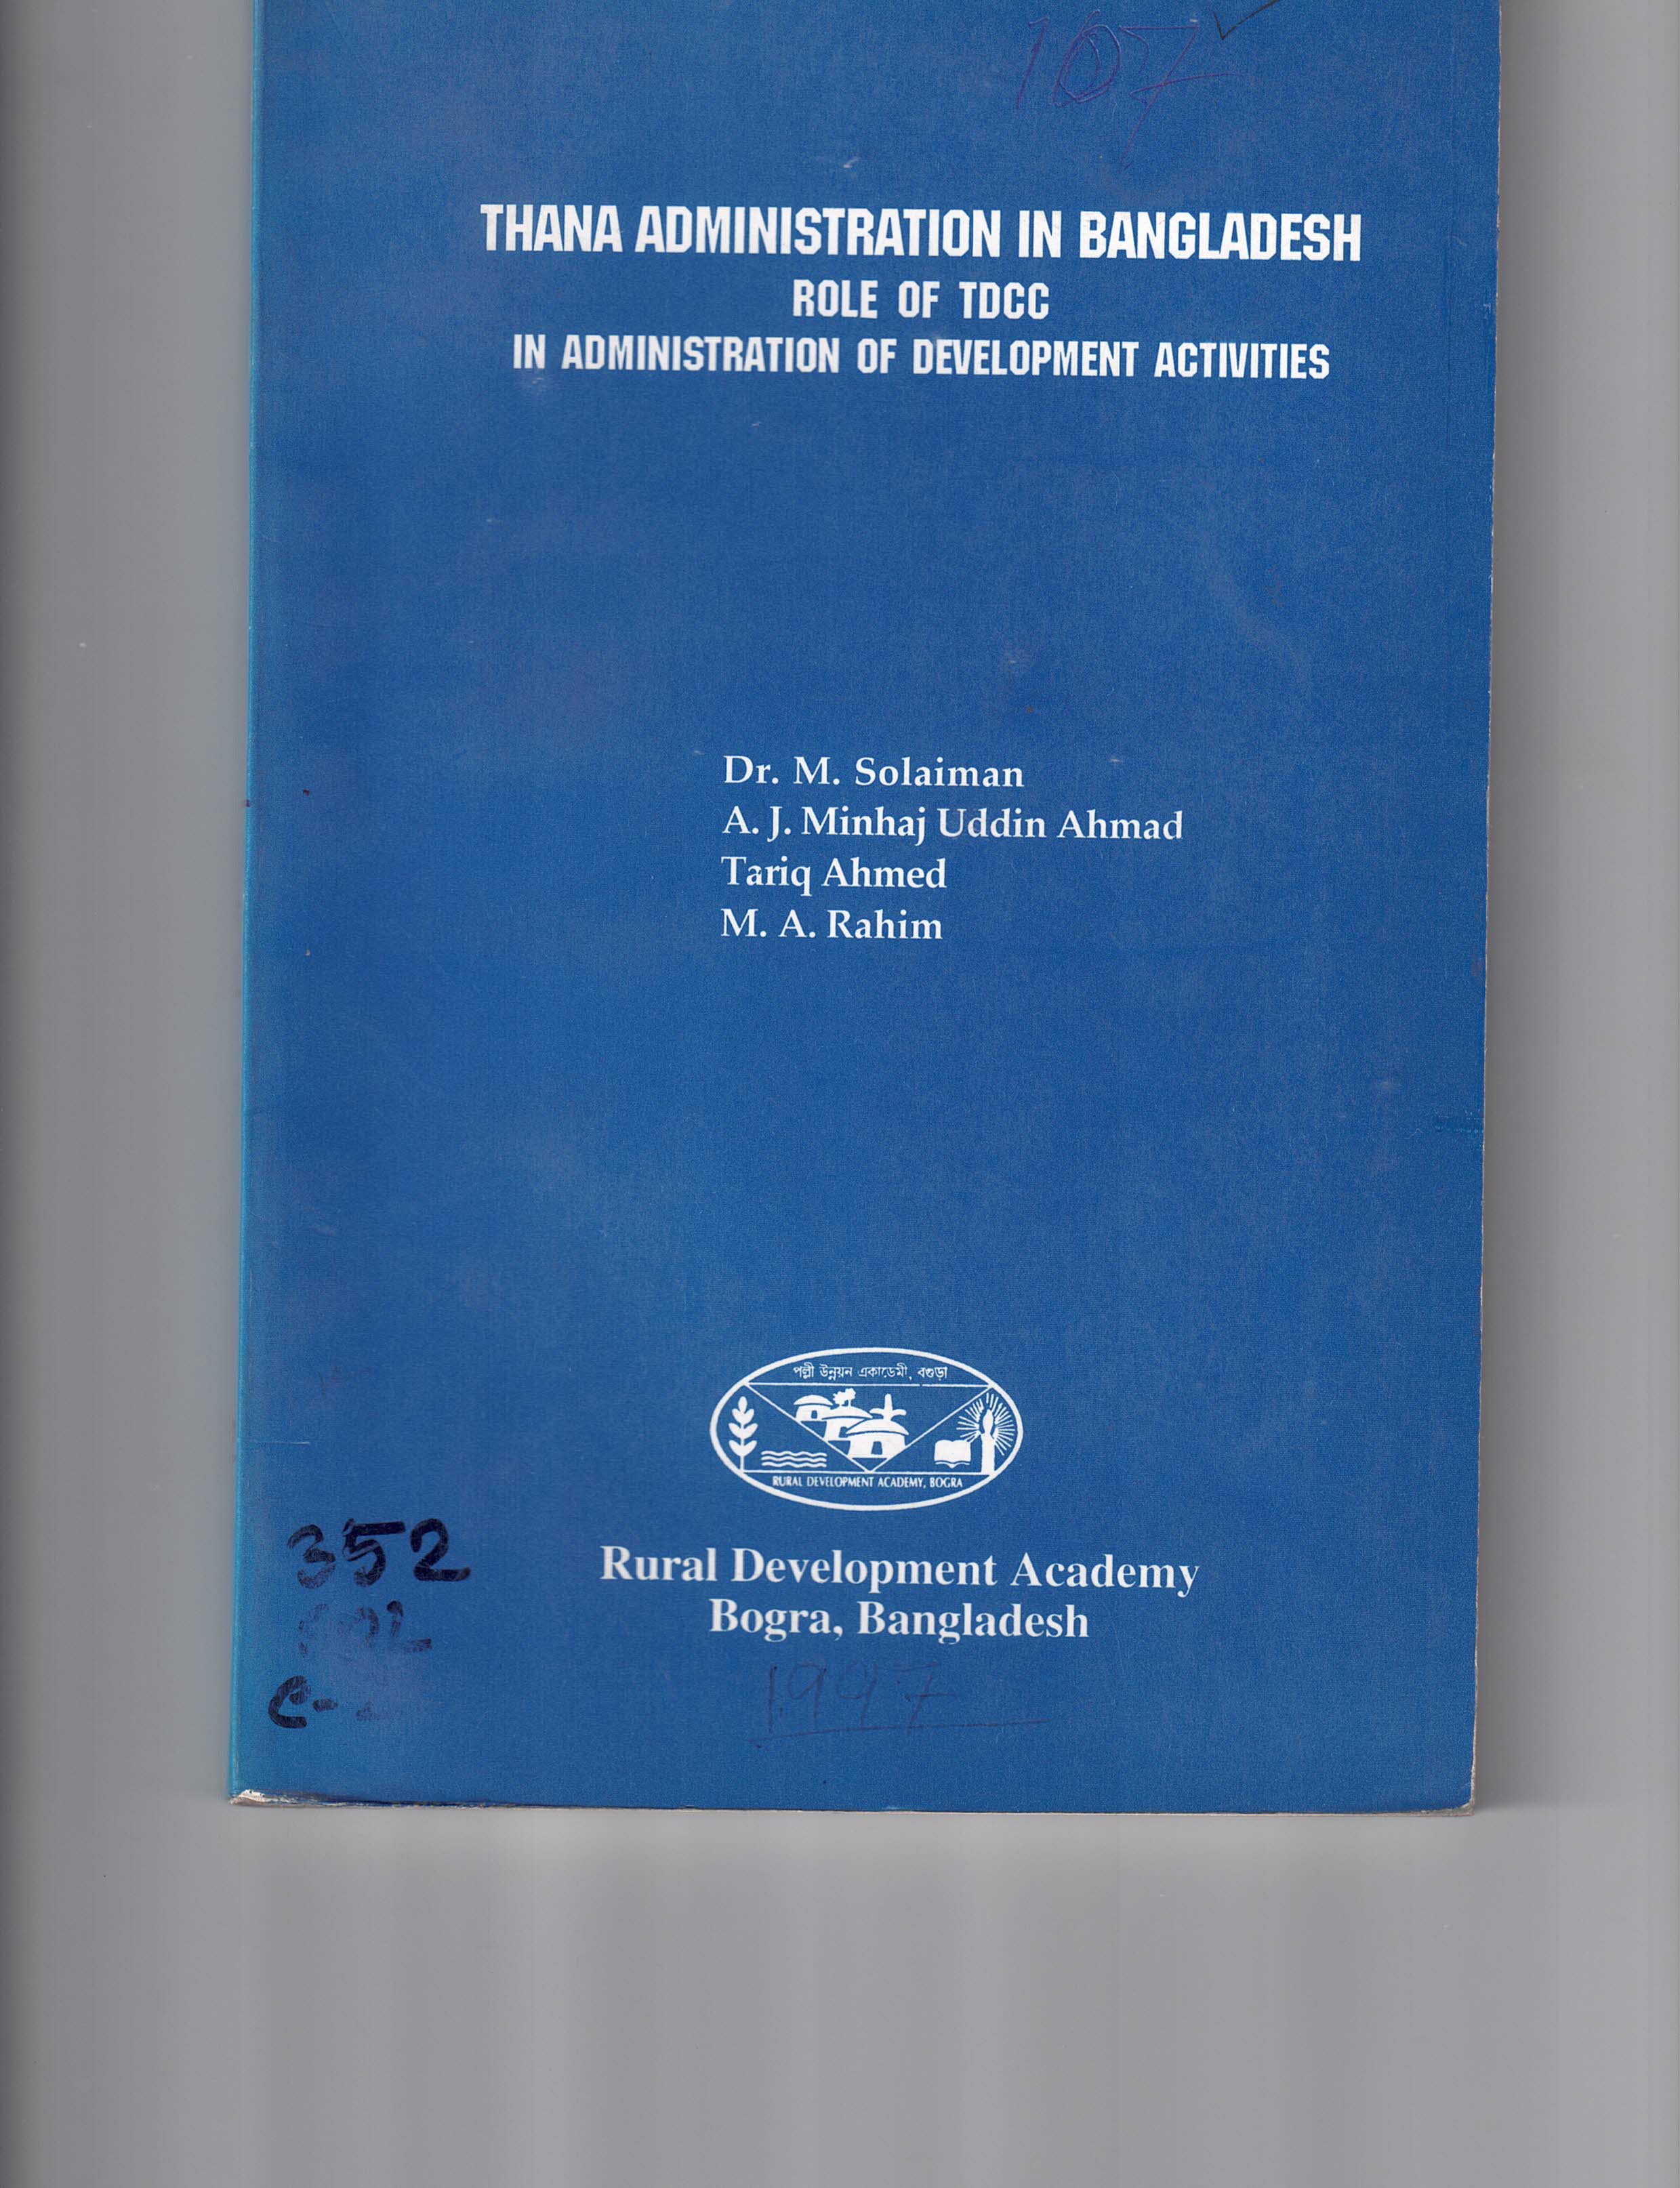 107
THANA ADMINISTRATION IN BANGLADESH
ROLE OF TDCC
IN ADMINISTRATION OF DEVELOPMENT ACTIVITIES
Dr. M. Solaiman
A. J. Minhaj Uddin Ahmad
Tariq Ahmed
M. A. Rahim
পল্লী উন্নয়ন একাডেমী, বগুড়া
RURAL DEVELOPMENT ACADEMY, BOGRA
Rural Development Academy
Bogra, Bangladesh
1997
352